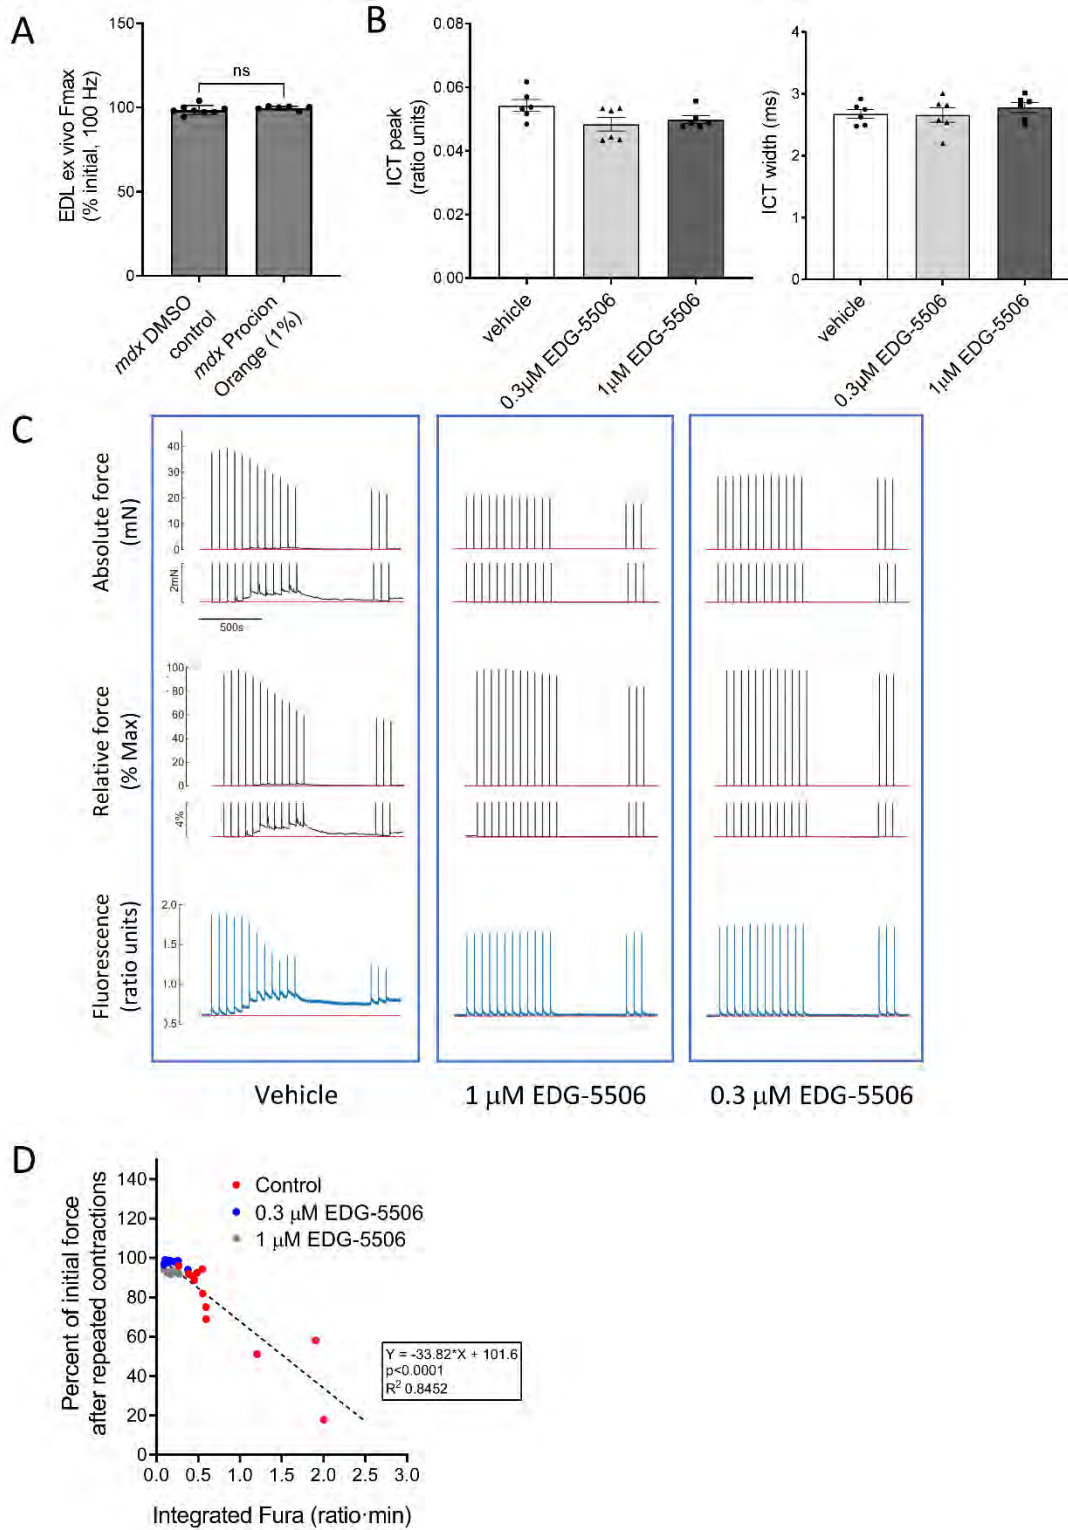 A
EDL ex vivo Fmax
(% initial, 100 Hz)
150
100
50
0
ns
mdx DMSO
control
mdx Procion
Orange (1%)
B
ICT peak
(ratio units)
0.08
0.06
0.04
0.02
0.00
vehicle
0.3μM EDG-5506
1μM EDG-5506
ICT width (ms)
4
3
2
1
0
vehicle
0.3μM EDG-5506
1μM EDG-5506
C
Absolute force
(mN)
40
30
20
10
0
2mN
500s
Relative force
(% Max)
100
80
60
40
20
0
4%
Fluorescence
(ratio units)
2.0
1.5
1.0
0.5
Vehicle
1 μM EDG-5506
0.3 μM EDG-5506
D
Percent of initial force
after repeated contractions
140
120
100
80
60
40
20
0
Control
0.3 μM EDG-5506
1 μM EDG-5506
Y = -33.82*X + 101.6
p<0.0001
R² 0.8452
0.0 0.5 1.0 1.5 2.0 2.5 3.0
Integrated Fura (ratio·min)